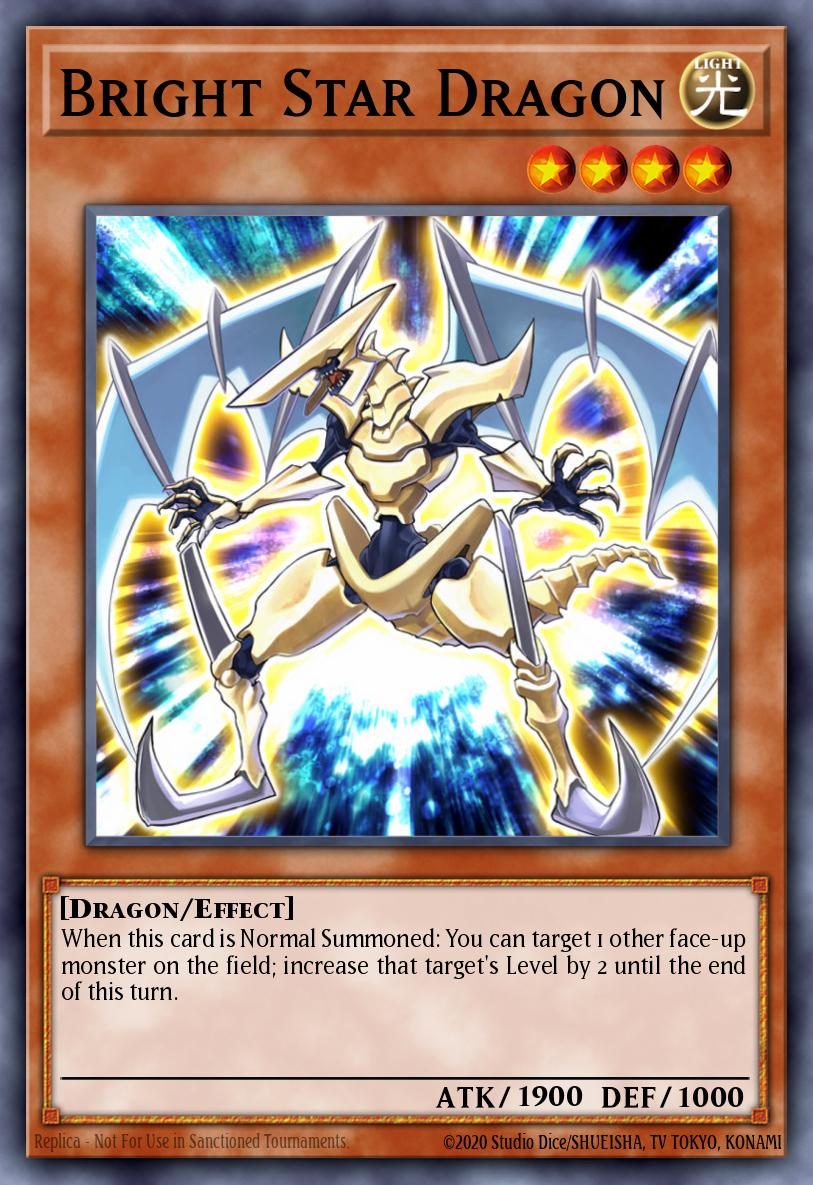 Bright Star Dragon
LIGHT
光
[Dragon/Effect]
When this card is Normal Summoned: You can target 1 other face-up
monster on the field; increase that target's Level by 2 until the end
of this turn.
ATK/1900 DEF/1000
Replica - Not For Use in Sanctioned Tournaments.
©2020 Studio Dice/SHUEISHA, TV TOKYO, KONAMI